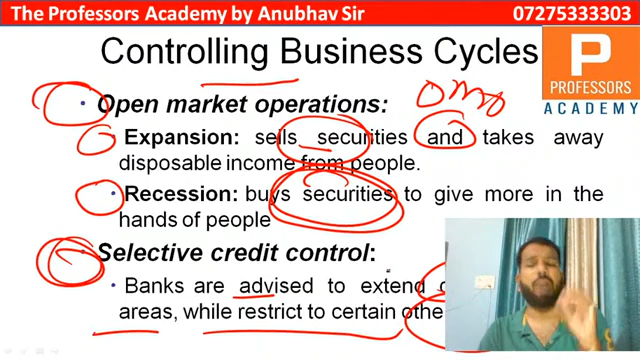 The Professors Academy by Anubhav Sir 07275333303
Controlling Business Cycles
P
PROFESSORS
ACADEMY
• Open market operations:
OMO
• Expansion: sells securities and takes away
disposable income from people.
• Recession: buys securities to give more in the
hands of people
• Selective credit control:
• Banks are advised to extend
areas, while restrict to certain